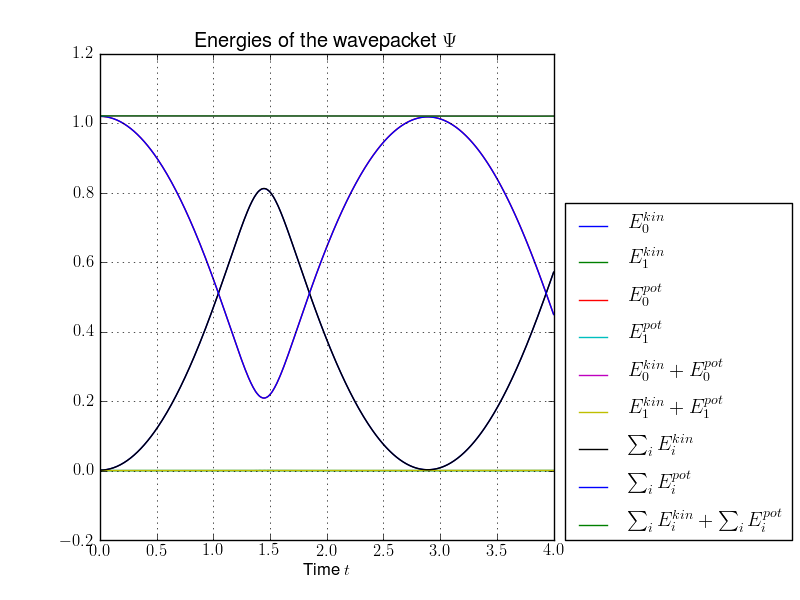 Energies of the wavepacket Ψ
1.2
1.0
0.8
0.6
0.4
0.2
0.0
−0.2
0.0 0.5 1.0 1.5 2.0 2.5 3.0 3.5 4.0
Time t
E_0^{kin}
E_1^{kin}
E_0^{pot}
E_1^{pot}
E_0^{kin} + E_0^{pot}
E_1^{kin} + E_1^{pot}
∑_i E_i^{kin}
∑_i E_i^{pot}
∑_i E_i^{kin} + ∑_i E_i^{pot}